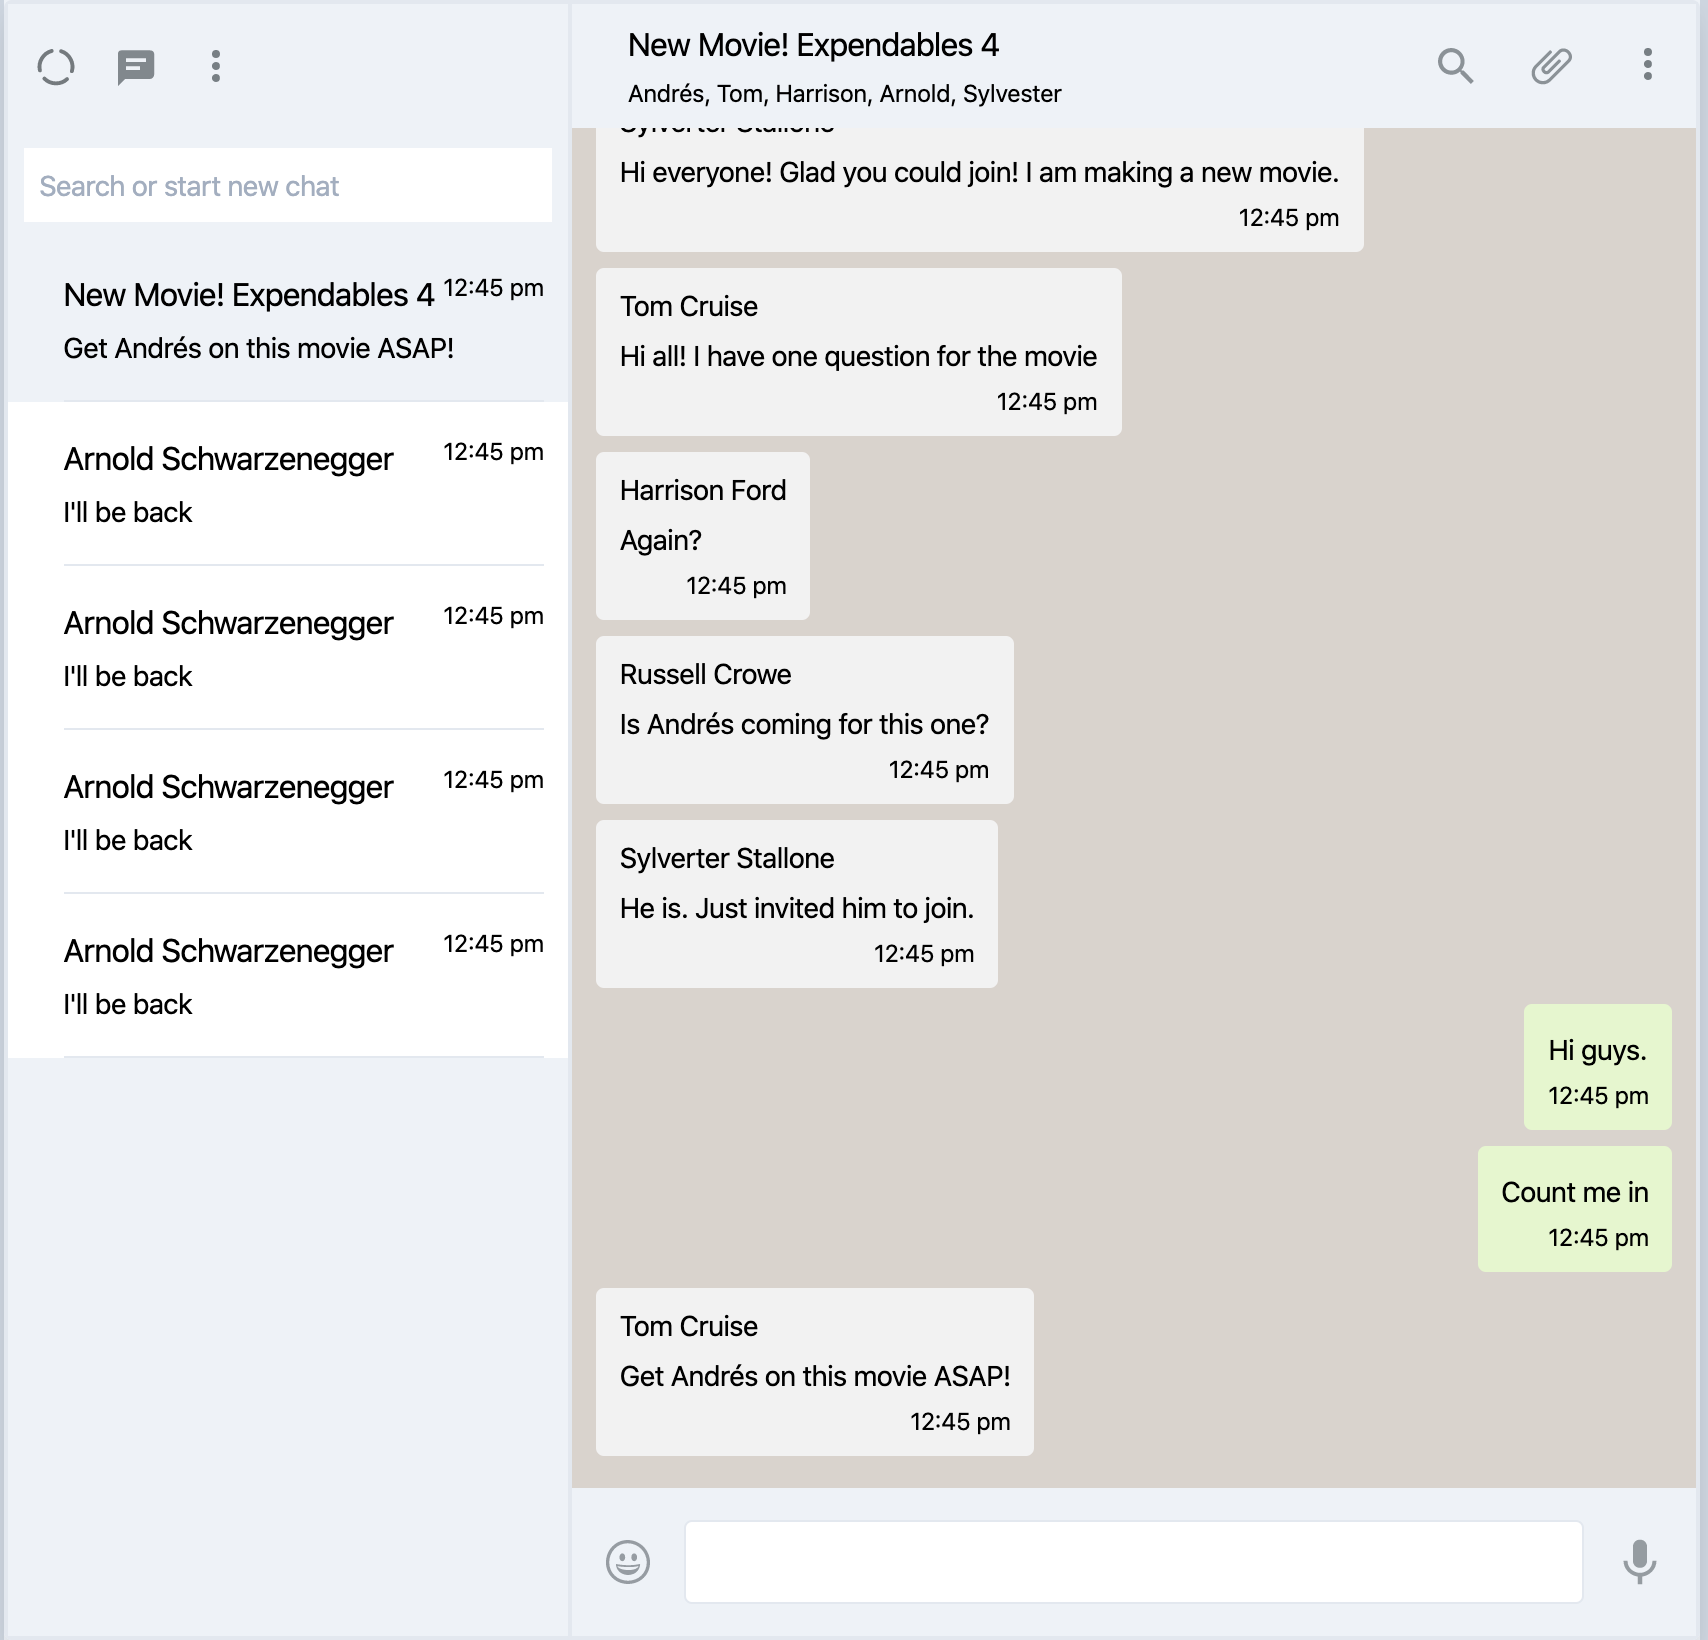 Search or start new chat
New Movie! Expendables 4 12:45 pm
Get Andrés on this movie ASAP!
Arnold Schwarzenegger 12:45 pm
I'll be back
Arnold Schwarzenegger 12:45 pm
I'll be back
Arnold Schwarzenegger 12:45 pm
I'll be back
Arnold Schwarzenegger 12:45 pm
I'll be back
New Movie! Expendables 4
Andrés, Tom, Harrison, Arnold, Sylvester
Sylverter Stallone
Hi everyone! Glad you could join! I am making a new movie.
12:45 pm
Tom Cruise
Hi all! I have one question for the movie
12:45 pm
Harrison Ford
Again?
12:45 pm
Russell Crowe
Is Andrés coming for this one?
12:45 pm
Sylverter Stallone
He is. Just invited him to join.
12:45 pm
Hi guys.
12:45 pm
Count me in
12:45 pm
Tom Cruise
Get Andrés on this movie ASAP!
12:45 pm